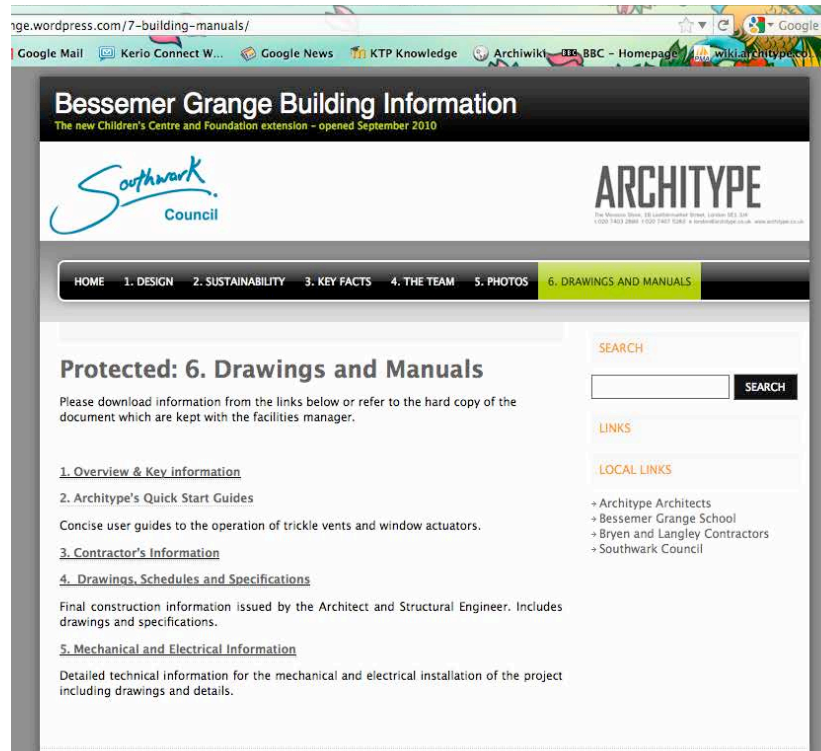 nge.wordpress.com/7-building-manuals/
Google
Google Mail Kerio Connect W... Google News KTP Knowledge Archiwiki BBC - Homepage wiki.architype.co
Bessemer Grange Building Information
The new Children's Centre and Foundation extension – opened September 2010
Southwark
Council
ARCHITYPE
HOME 1. DESIGN 2. SUSTAINABILITY 3. KEY FACTS 4. THE TEAM 5. PHOTOS 6. DRAWINGS AND MANUALS
Protected: 6. Drawings and Manuals
Please download information from the links below or refer to the hard copy of the
document which are kept with the facilities manager.
1. Overview & Key information
2. Architype's Quick Start Guides
Concise user guides to the operation of trickle vents and window actuators.
3. Contractor's Information
4. Drawings, Schedules and Specifications
Final construction information issued by the Architect and Structural Engineer. Includes
drawings and specifications.
5. Mechanical and Electrical Information
Detailed technical information for the mechanical and electrical installation of the project
including drawings and details.
SEARCH
SEARCH
LINKS
LOCAL LINKS
Architype Architects
Bessemer Grange School
Bryen and Langley Contractors
Southwark Council